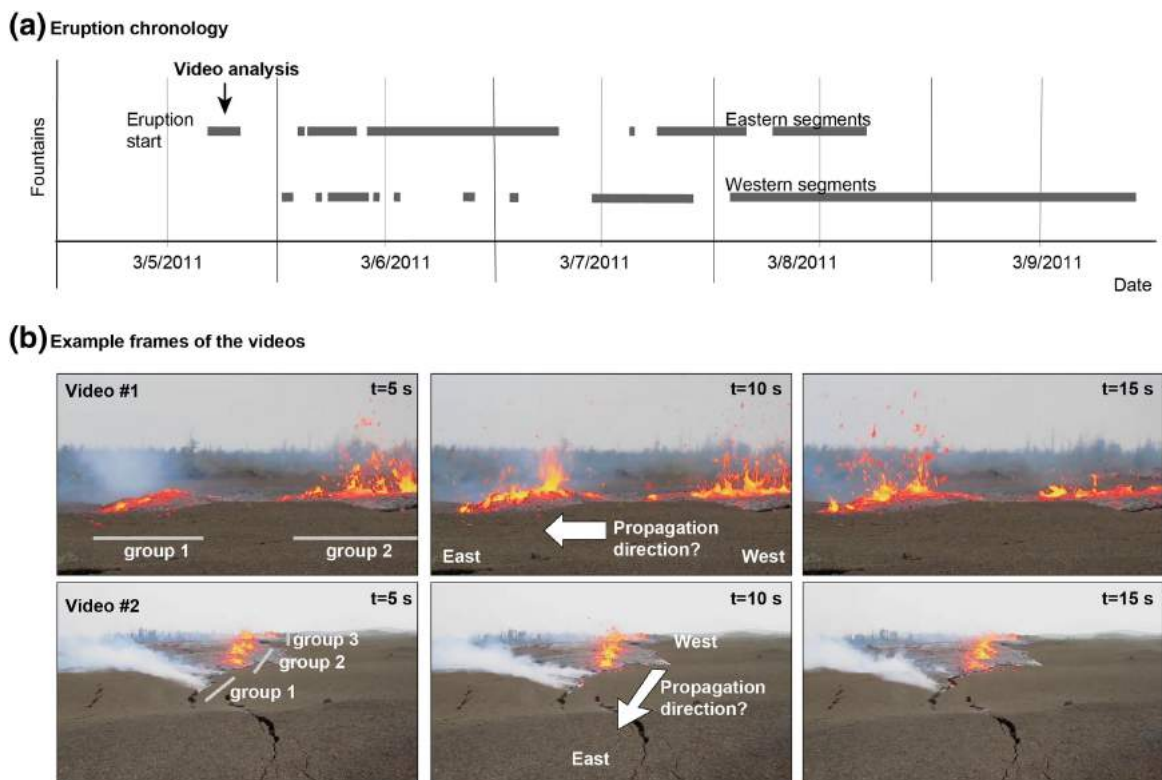 (a) Eruption chronology
Video analysis
Eruption start
Eastern segments
Western segments
Fountains
3/5/2011 3/6/2011 3/7/2011 3/8/2011 3/9/2011
Date
(b) Example frames of the videos
Video #1 t=5 s t=10 s t=15 s
group 1 group 2
Propagation
direction?
East West
Video #2 t=5 s t=10 s t=15 s
group 3
group 2
group 1
West
Propagation
direction?
East